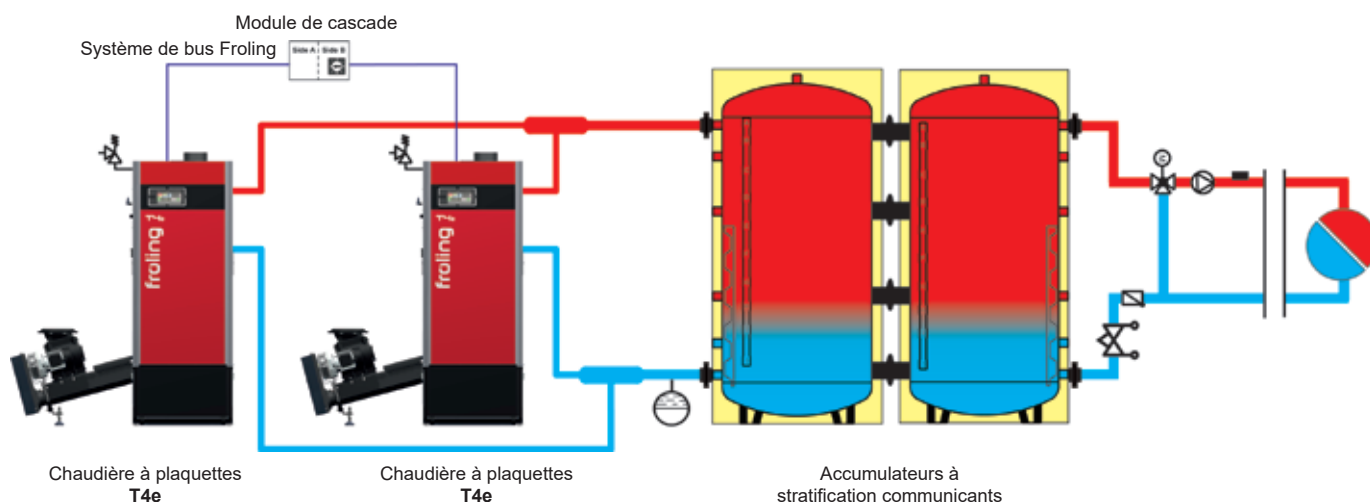 Module de cascade
Système de bus Froling
Side A
Side B
froling
froling
C
Chaudière à plaquettes
T4e
Chaudière à plaquettes
T4e
Accumulateurs à
stratification communicants